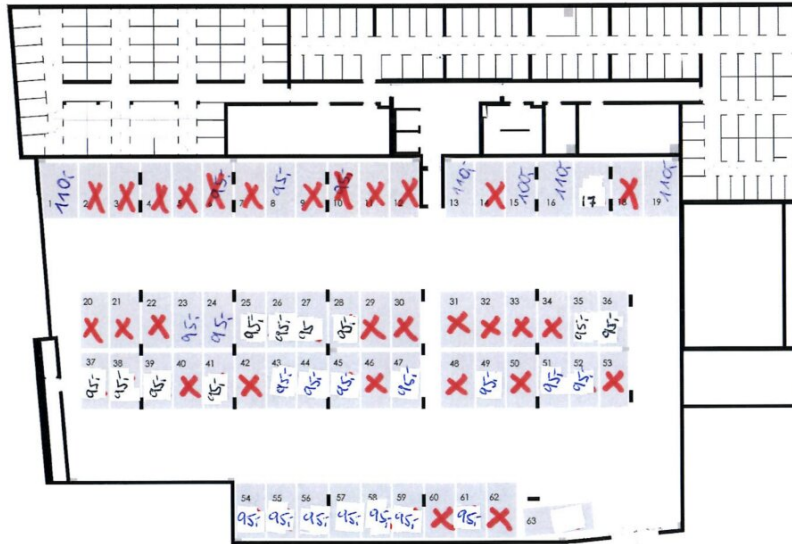 110,- 95,- 95,- 95,- 110,- 100,- 110,- 110,-
1 2 3 4 5 6 7 8 9 10 11 12 13 14 15 16 17 18 19
20 21 22 23 24 25 26 27 28 29 30 31 32 33 34 35 36
95,- 95,- 95,- 95,- 95 95,- 95,- 95,-
37 38 39 40 41 42 43 44 45 46 47 48 49 50 51 52 53
95,- 95,- 95,- 95,- 95,- 95,- 95,- 95,- 95,- 95,- 95,-
54 55 56 57 58 59 60 61 62
95,- 95,- 95,- 95,- 95,- 95,- 95,-
63